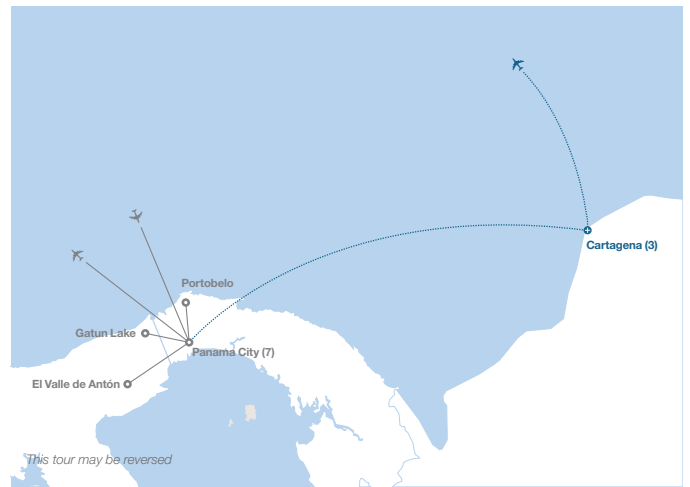 Cartagena (3)
Portobelo
Gatun Lake
Panama City (7)
El Valle de Antón
This tour may be reversed